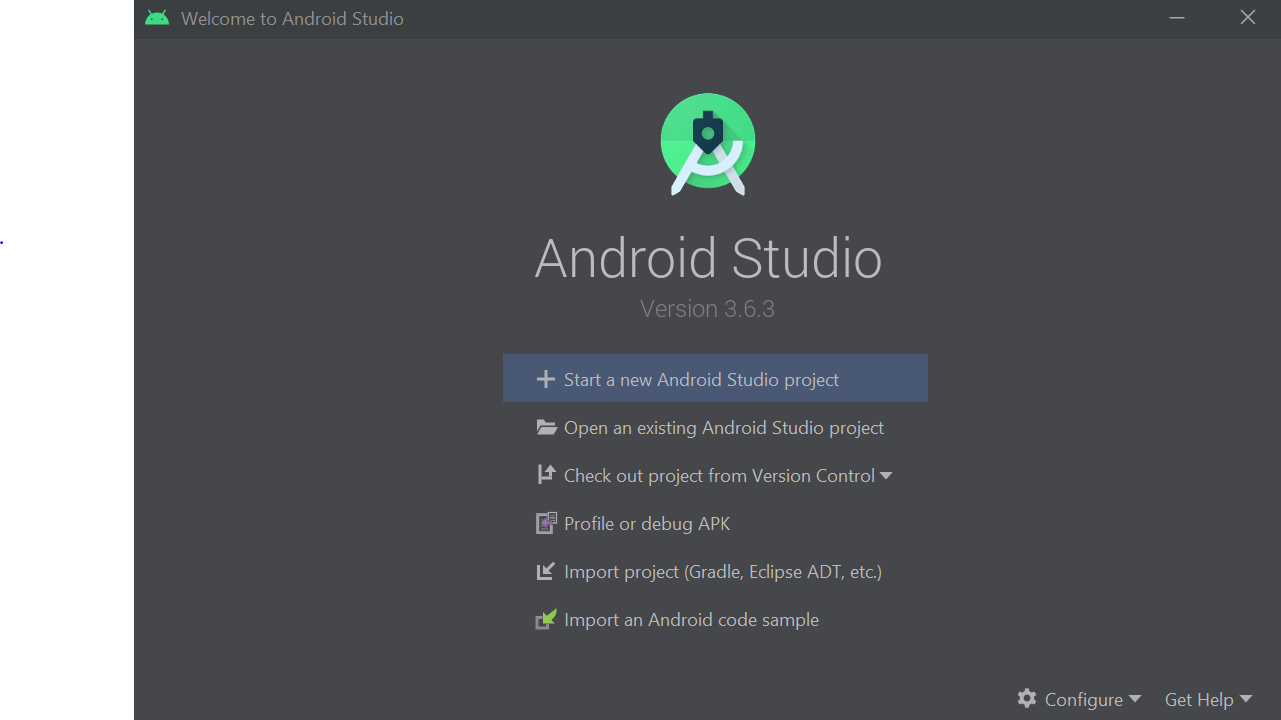 Welcome to Android Studio
Android Studio
Version 3.6.3
Start a new Android Studio project
Open an existing Android Studio project
Check out project from Version Control
Profile or debug APK
Import project (Gradle, Eclipse ADT, etc.)
Import an Android code sample
Configure
Get Help